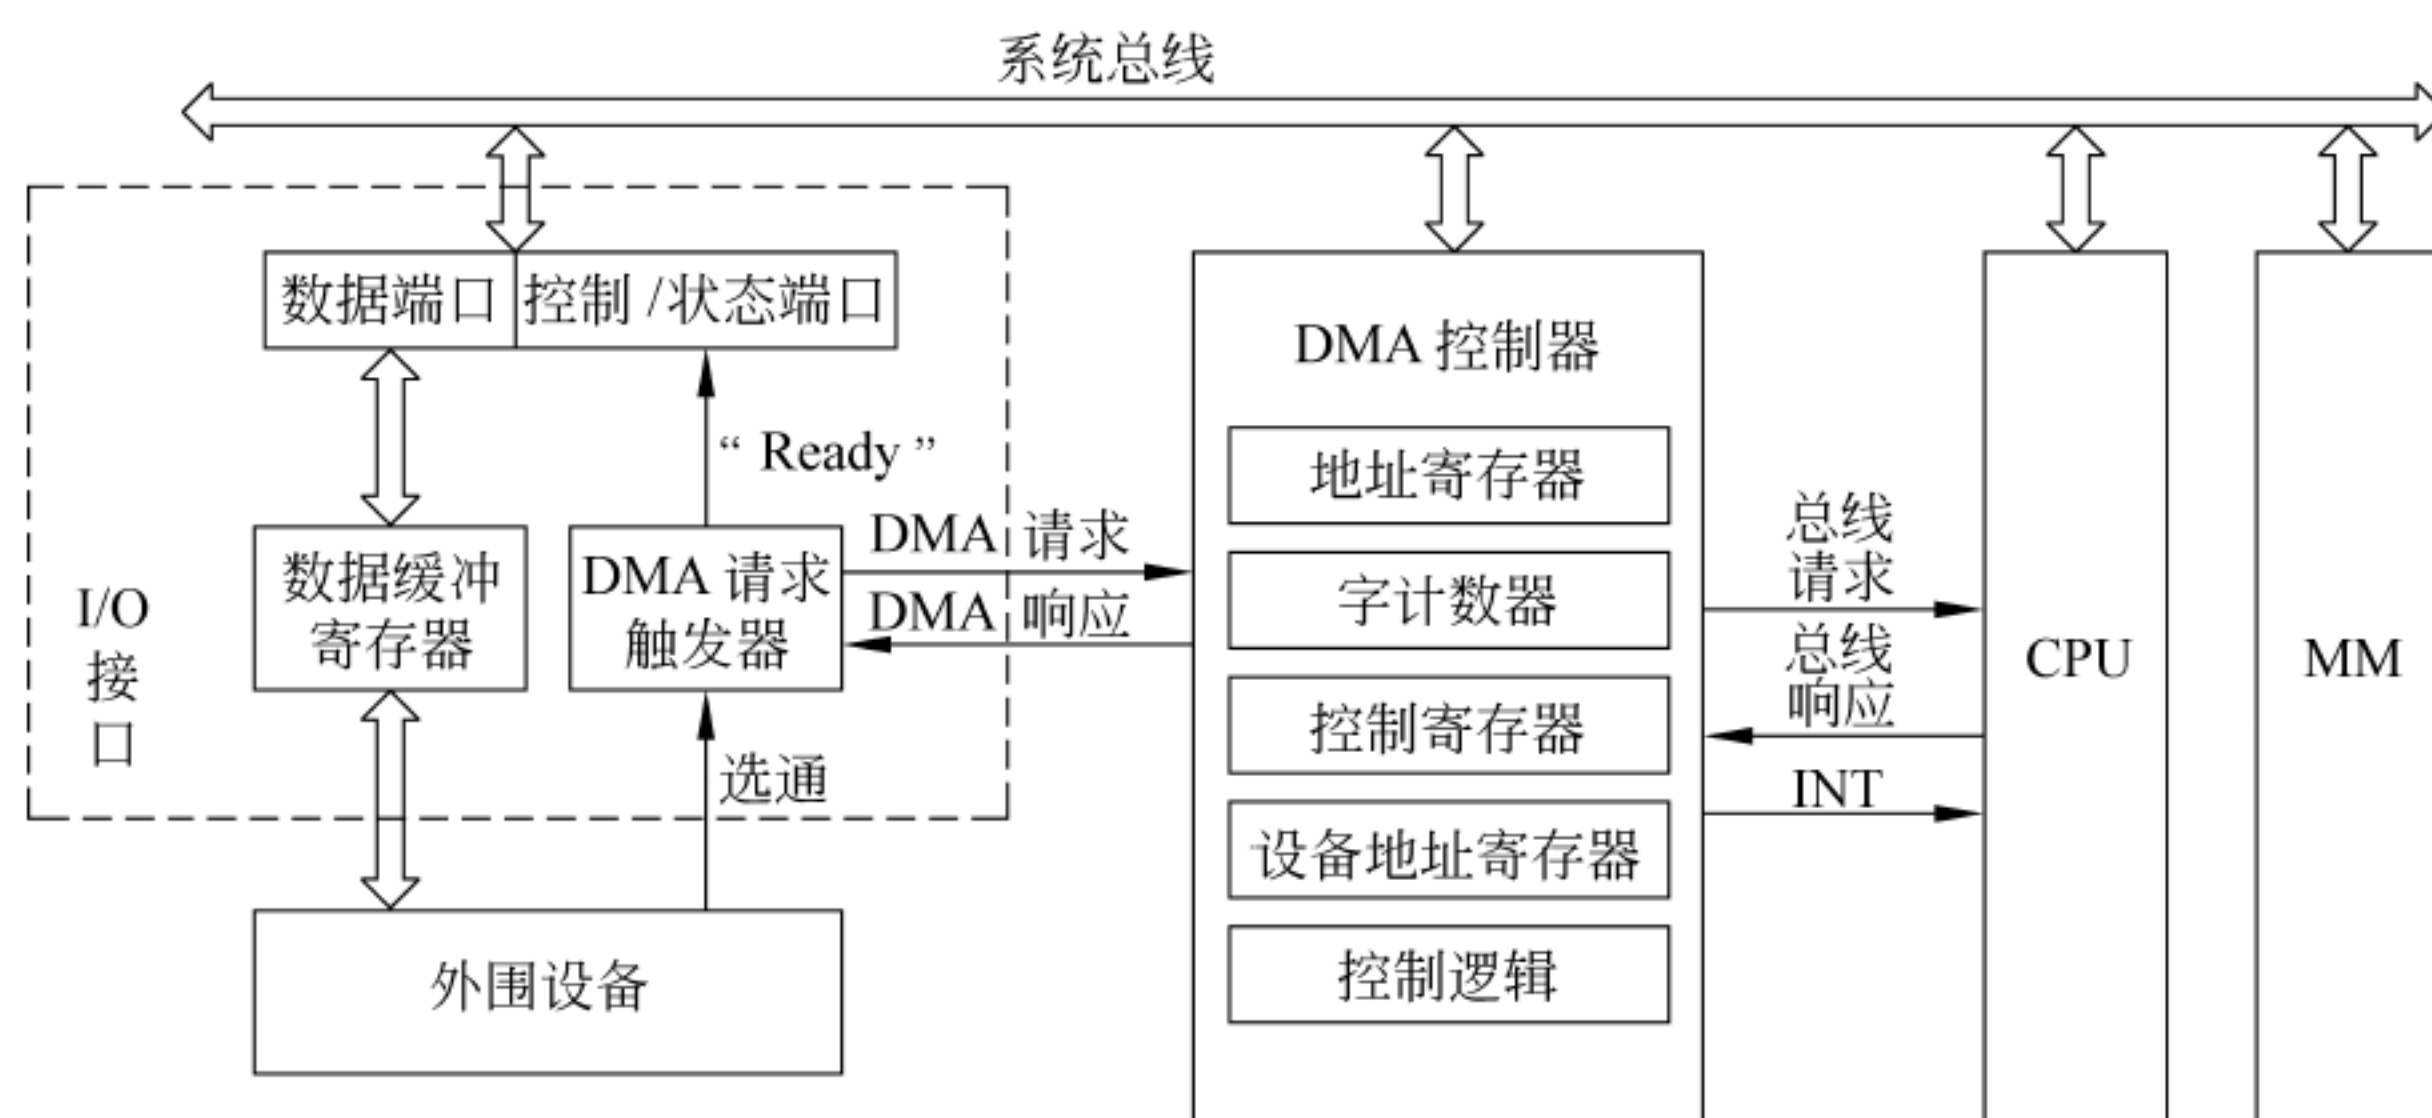 系统总线
数据端口
控制/状态端口
“Ready”
I/O
接
口
数据缓冲
寄存器
DMA 请求
触发器
选通
外围设备
DMA 请求
DMA 响应
DMA 控制器
地址寄存器
字计数器
控制寄存器
设备地址寄存器
控制逻辑
总线
请求
总线
响应
INT
CPU
MM